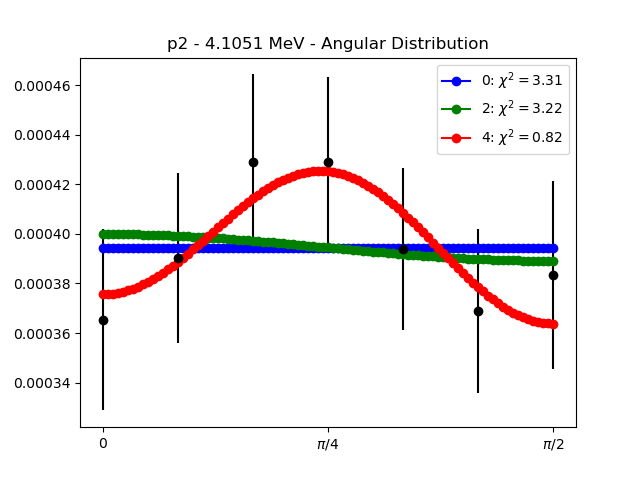 p2 - 4.1051 MeV - Angular Distribution
0: χ² = 3.31
2: χ² = 3.22
4: χ² = 0.82
0.00046
0.00044
0.00042
0.00040
0.00038
0.00036
0.00034
0
π/4
π/2